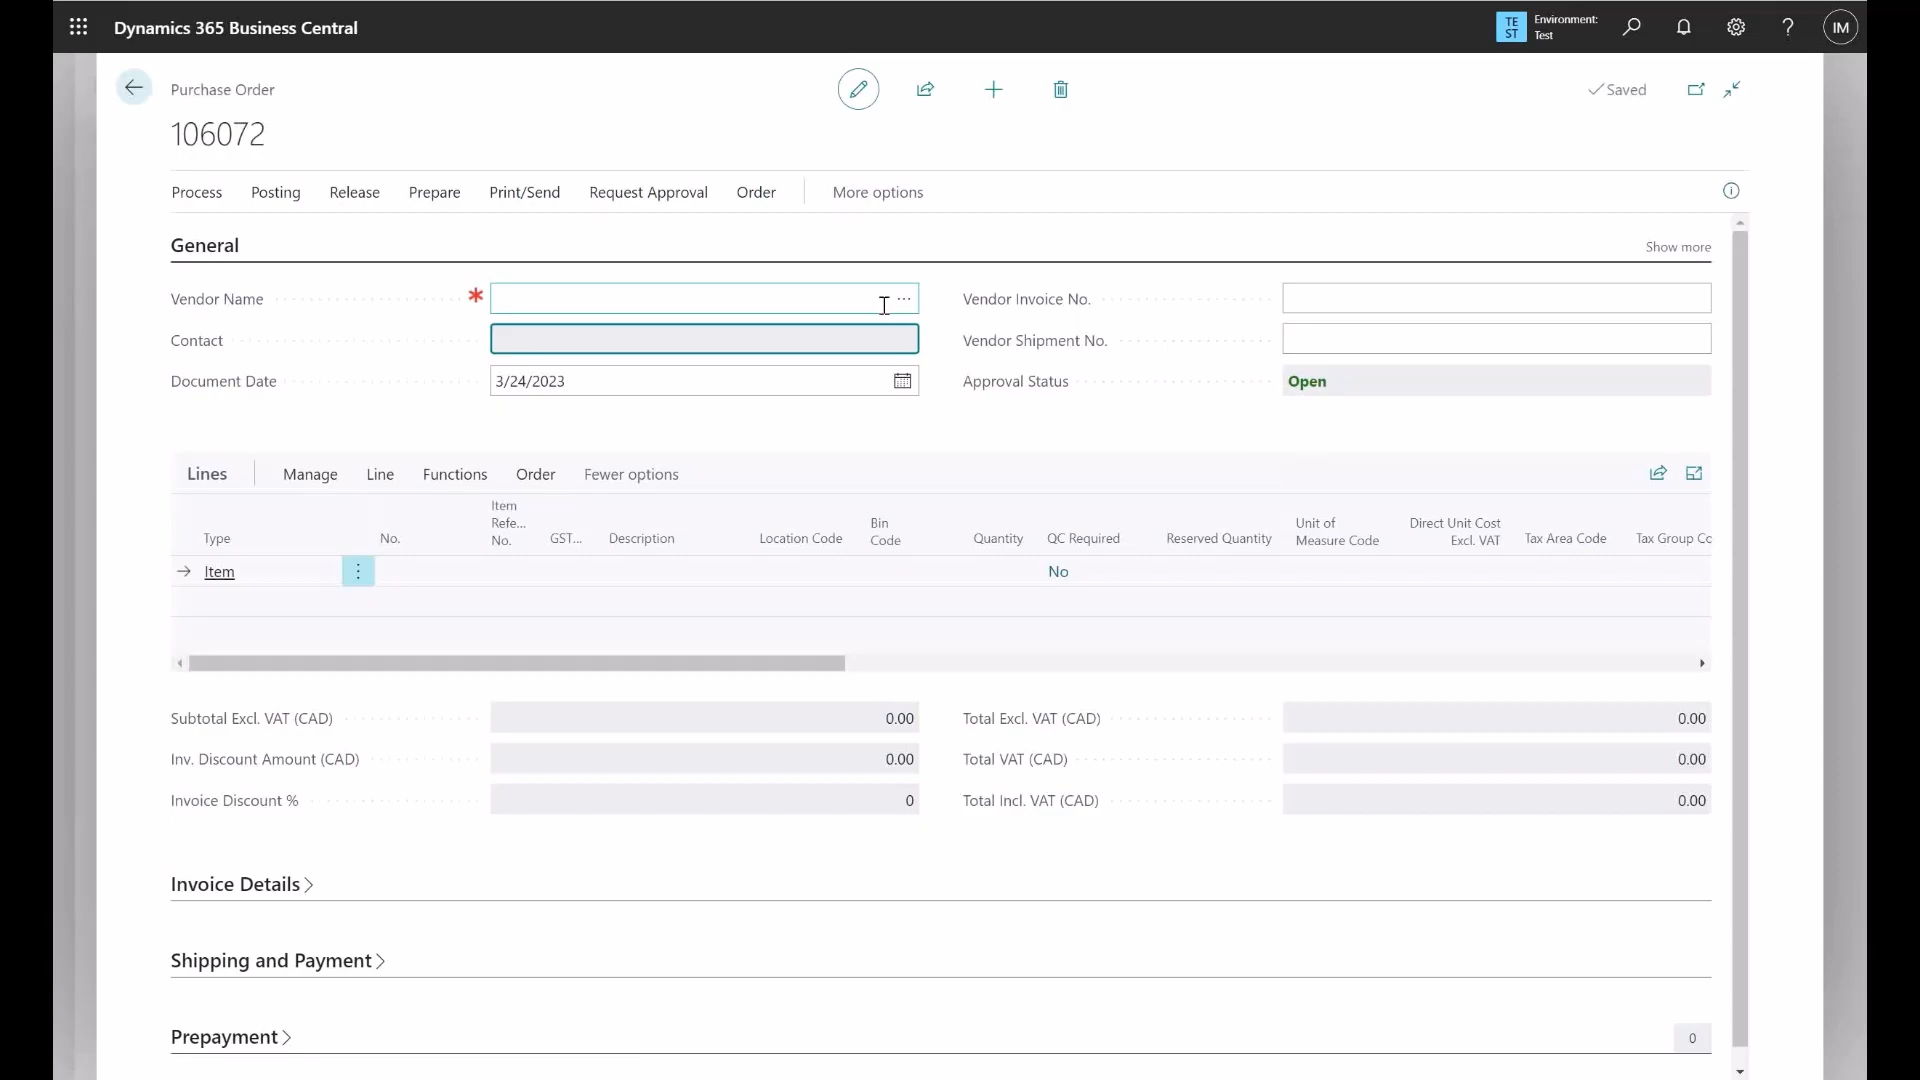 Dynamics 365 Business Central
TE
ST
Environment:
Test
IM
Purchase Order
Saved
106072
Process Posting Release Prepare Print/Send Request Approval Order More options
General
Show more
Vendor Name *
Vendor Invoice No.
Contact
Vendor Shipment No.
Document Date 3/24/2023
Approval Status Open
Lines Manage Line Functions Order Fewer options
Type
No.
Item
Refe...
No.
GST...
Description
Location Code
Bin
Code
Quantity
QC Required
Reserved Quantity
Unit of
Measure Code
Direct Unit Cost
Excl. VAT
Tax Area Code
Tax Group Co
Item No
Subtotal Excl. VAT (CAD) 0.00
Total Excl. VAT (CAD) 0.00
Inv. Discount Amount (CAD) 0.00
Total VAT (CAD) 0.00
Invoice Discount % 0
Total Incl. VAT (CAD) 0.00
Invoice Details
Shipping and Payment
Prepayment 0